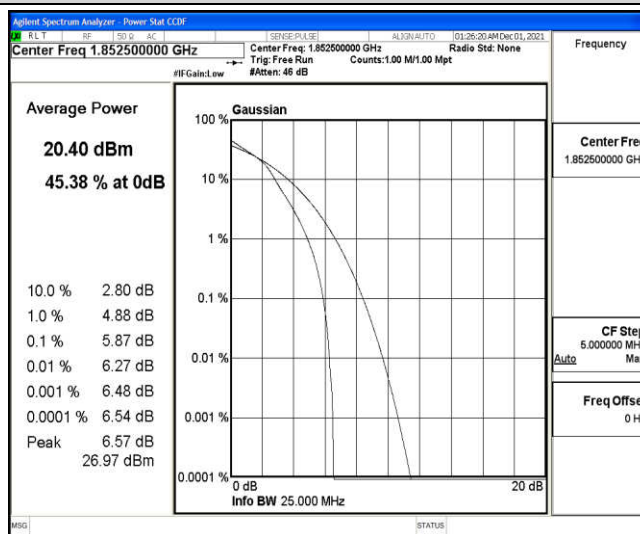 Agilent Spectrum Analyzer - Power Stat CCDF
RLT RF 50 Ω AC SENSE:PULSE ALIGN AUTO 01:26:20 AM Dec 01, 2021
Center Freq 1.852500000 GHz
Center Freq: 1.852500000 GHz Radio Std: None
Trig: Free Run Counts:1.00 M/1.00 Mpt
#IFGain:Low #Atten: 46 dB
Frequency
Average Power
20.40 dBm
45.38 % at 0dB
10.0 % 2.80 dB
1.0 % 4.88 dB
0.1 % 5.87 dB
0.01 % 6.27 dB
0.001 % 6.48 dB
0.0001 % 6.54 dB
Peak 6.57 dB
26.97 dBm
Gaussian
100 %
10 %
1 %
0.1 %
0.01 %
0.001 %
0.0001 %
0 dB 20 dB
Info BW 25.000 MHz
Center Fre
1.852500000 GH
CF Ste
5.000000 MH
Auto Ma
Freq Offse
0 H
MSG STATUS